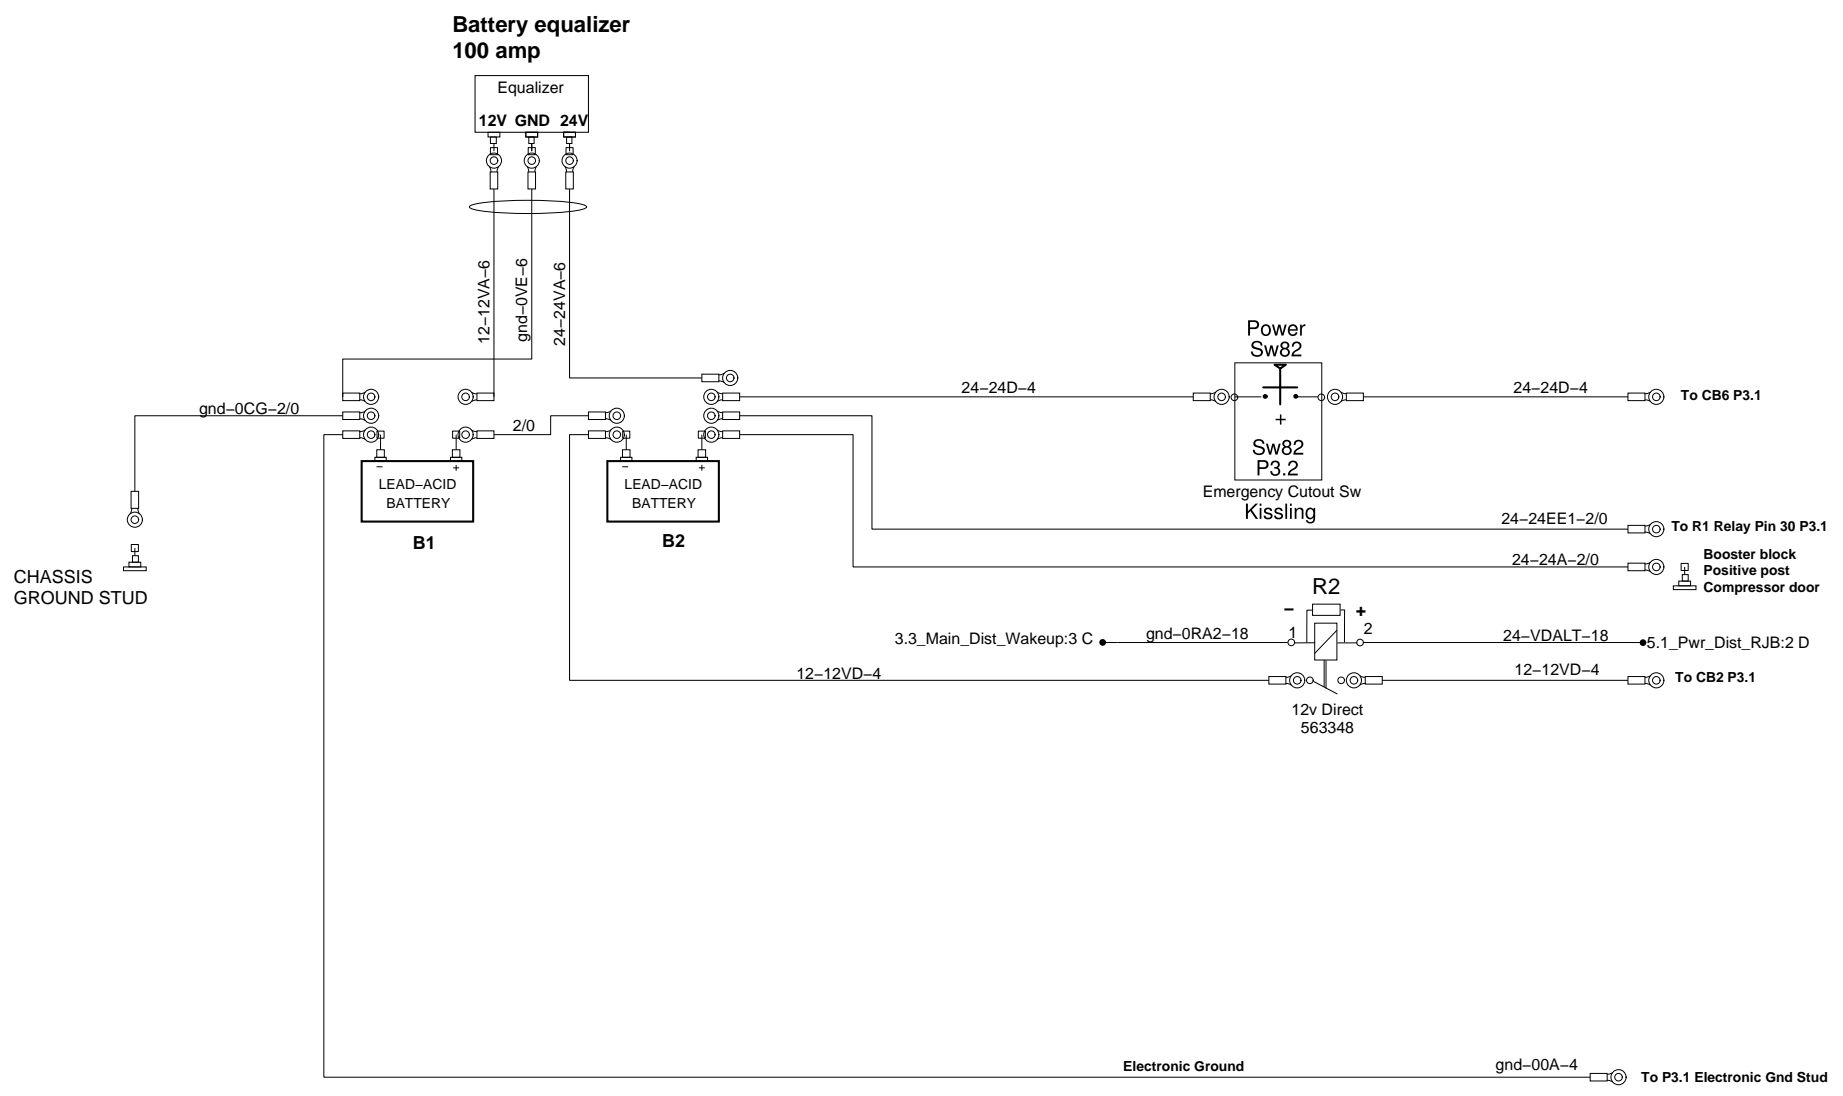 Battery equalizer
100 amp
Equalizer
12V GND 24V
12–12VA–6
gnd–0VE–6
24–24VA–6
Power
Sw82
24–24D–4
24–24D–4
To CB6 P3.1
gnd–0CG–2/0
2/0
+
Sw82
P3.2
Emergency Cutout Sw
Kissling
– +
LEAD–ACID
BATTERY
B1
– +
LEAD–ACID
BATTERY
B2
24–24EE1–2/0
To R1 Relay Pin 30 P3.1
24–24A–2/0
Booster block
Positive post
Compressor door
CHASSIS
GROUND STUD
R2
– +
3.3_Main_Dist_Wakeup:3 C
gnd–0RA2–18
1 2
24–VDALT–18
5.1_Pwr_Dist_RJB:2 D
12–12VD–4
12–12VD–4
To CB2 P3.1
12v Direct
563348
Electronic Ground
gnd–00A–4
To P3.1 Electronic Gnd Stud